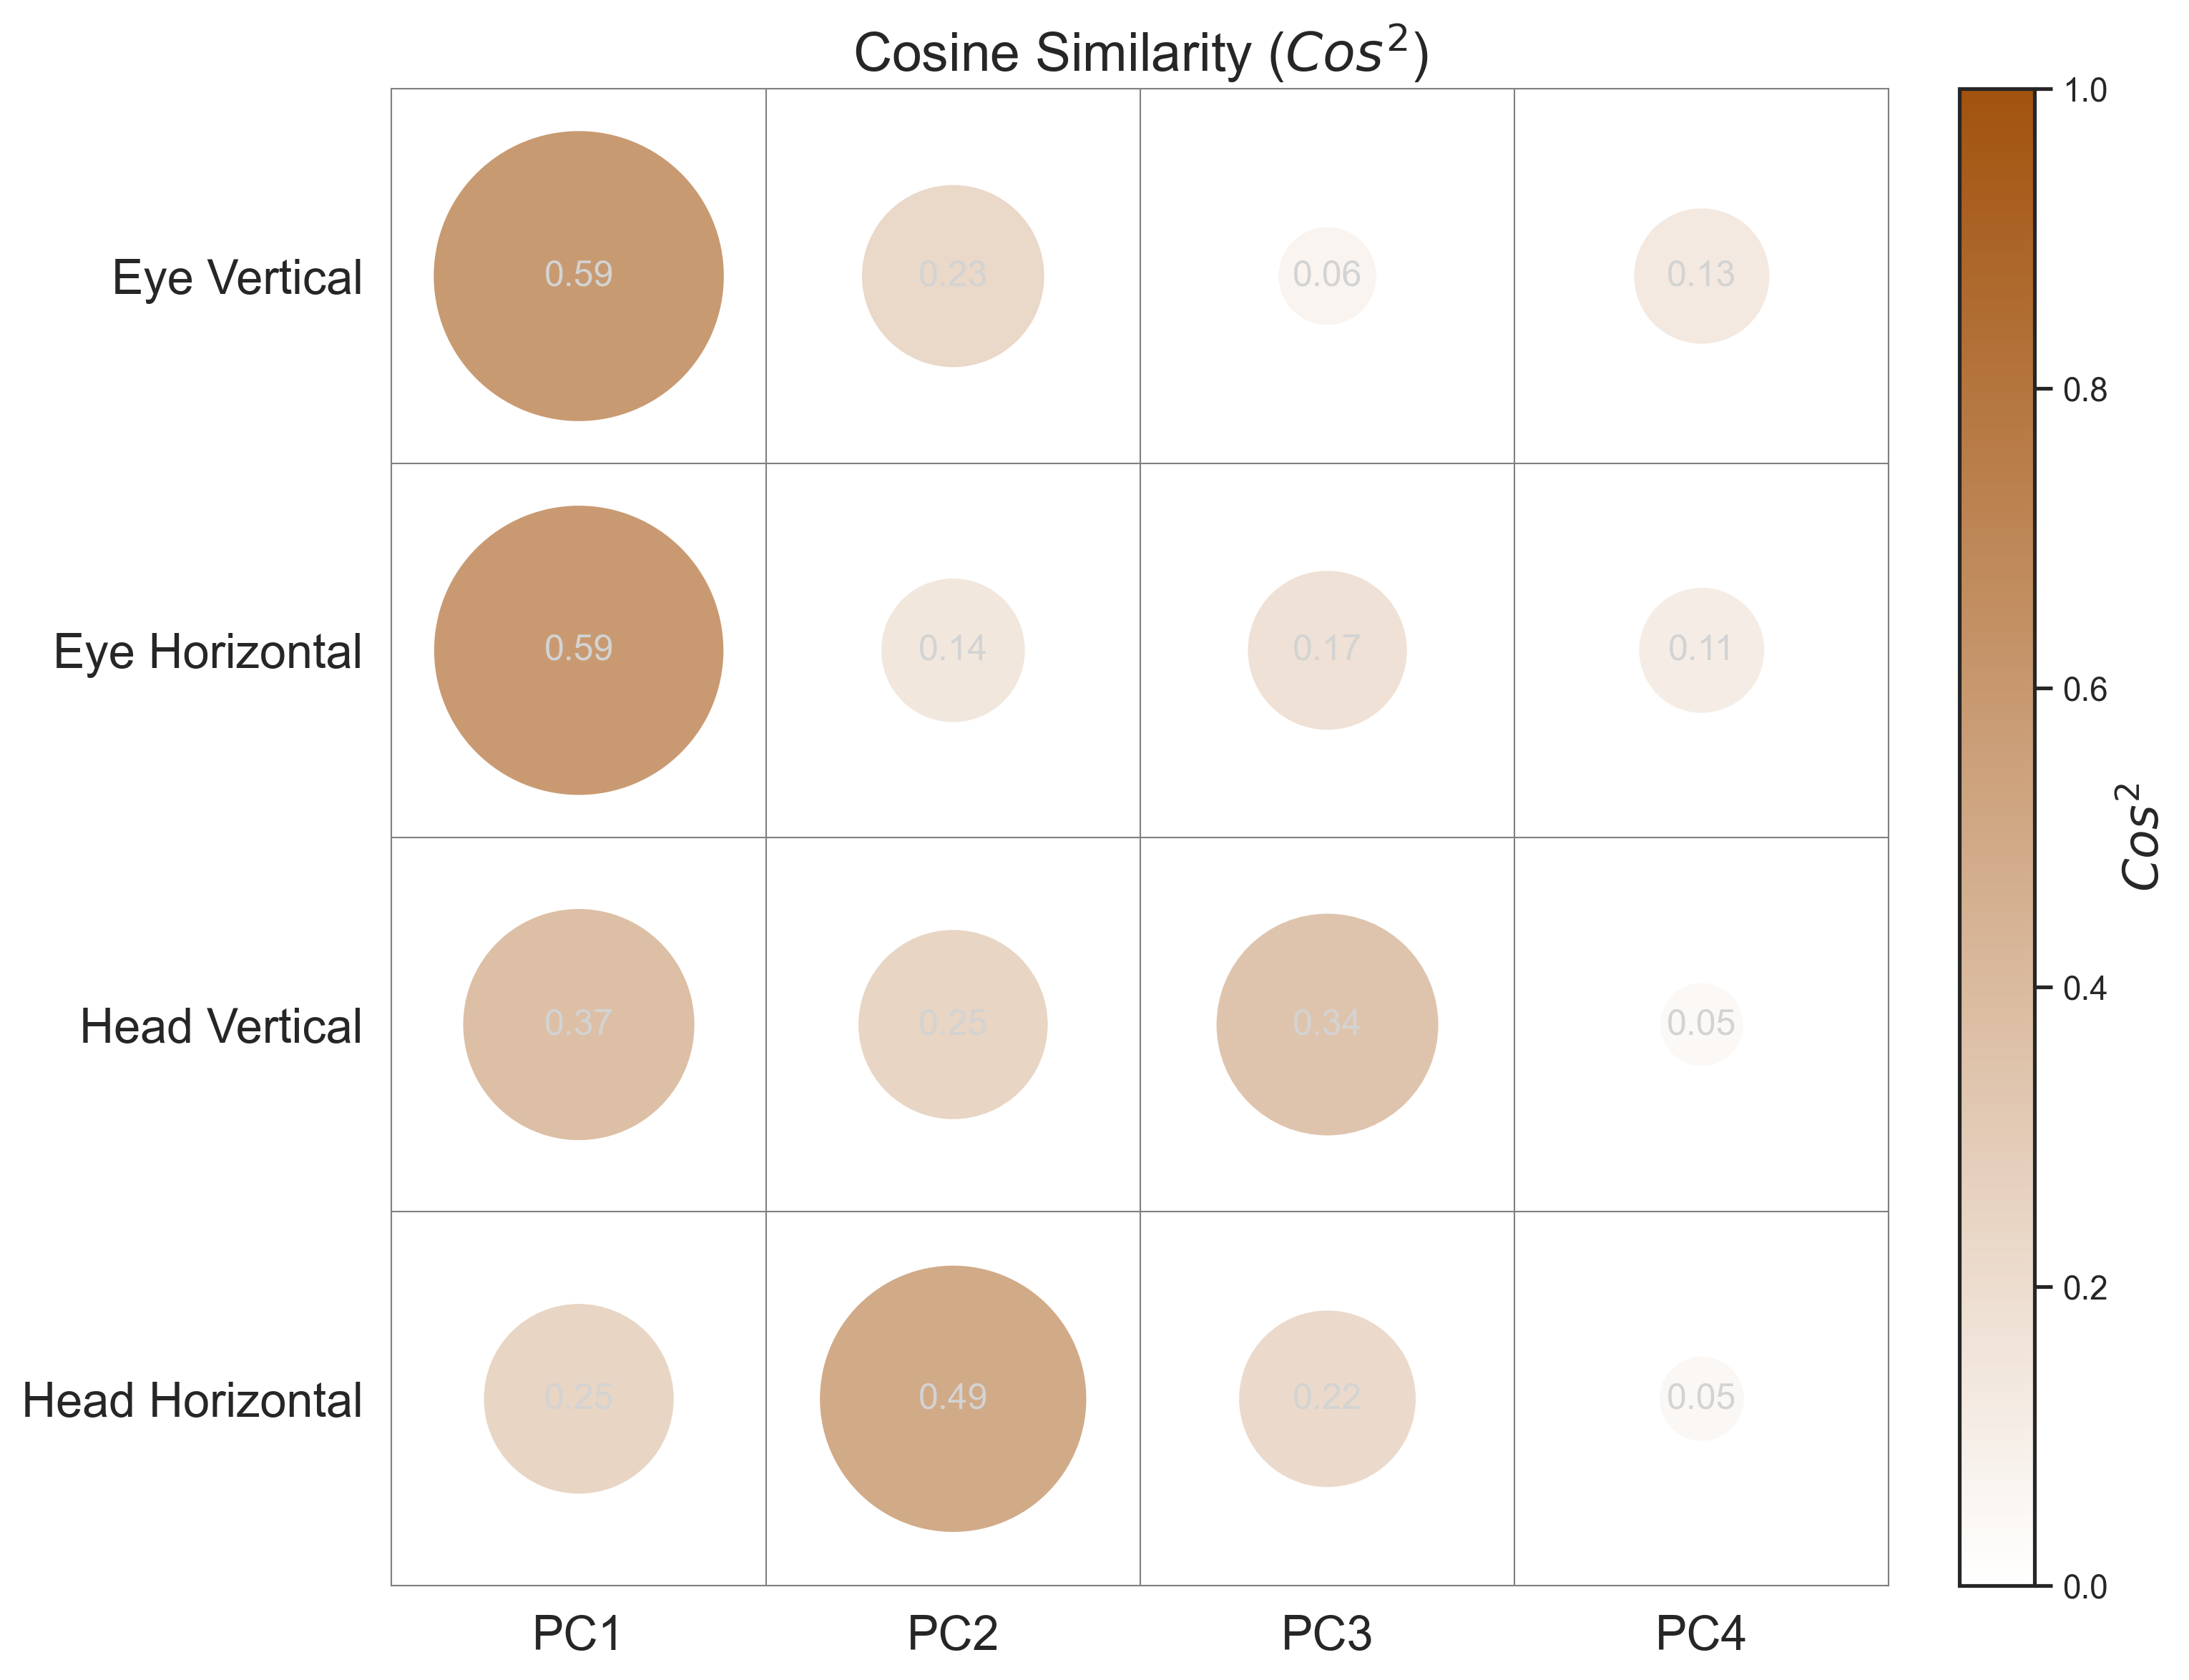 Cosine Similarity (Cos²)
Eye Vertical 0.59 0.23 0.06 0.13
Eye Horizontal 0.59 0.14 0.17 0.11
Head Vertical 0.37 0.25 0.34 0.05
Head Horizontal 0.25 0.49 0.22 0.05
PC1 PC2 PC3 PC4
1.0
0.8
0.6
0.4
0.2
0.0
Cos²